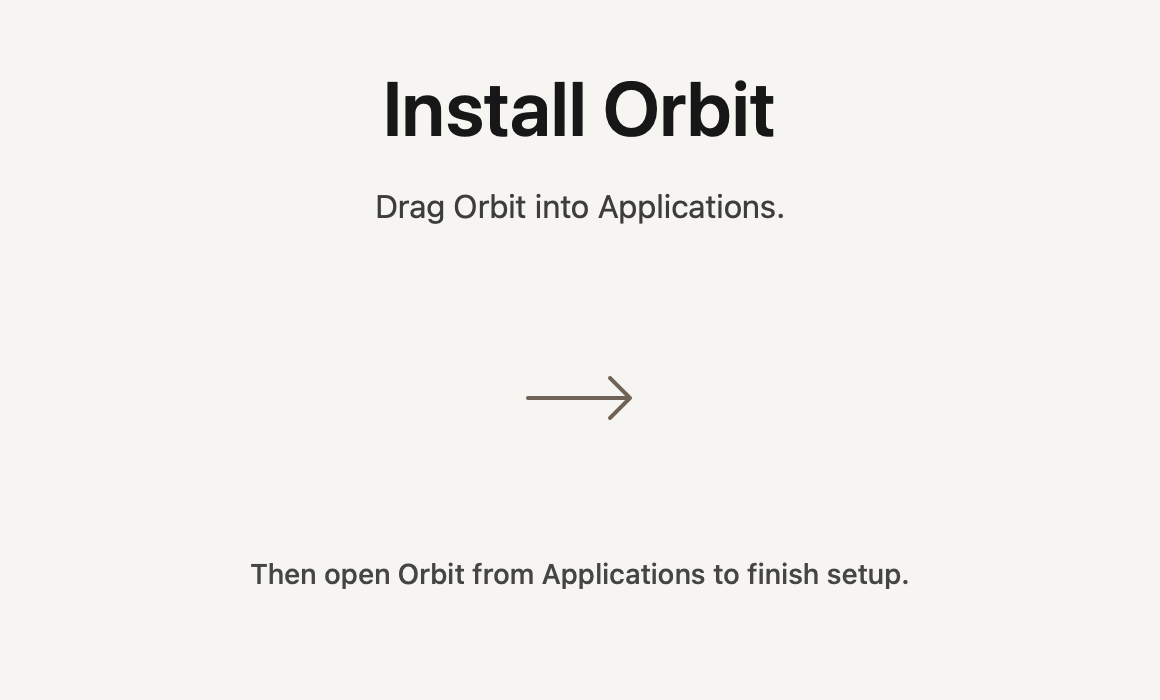 Install Orbit
Drag Orbit into Applications.
Then open Orbit from Applications to finish setup.